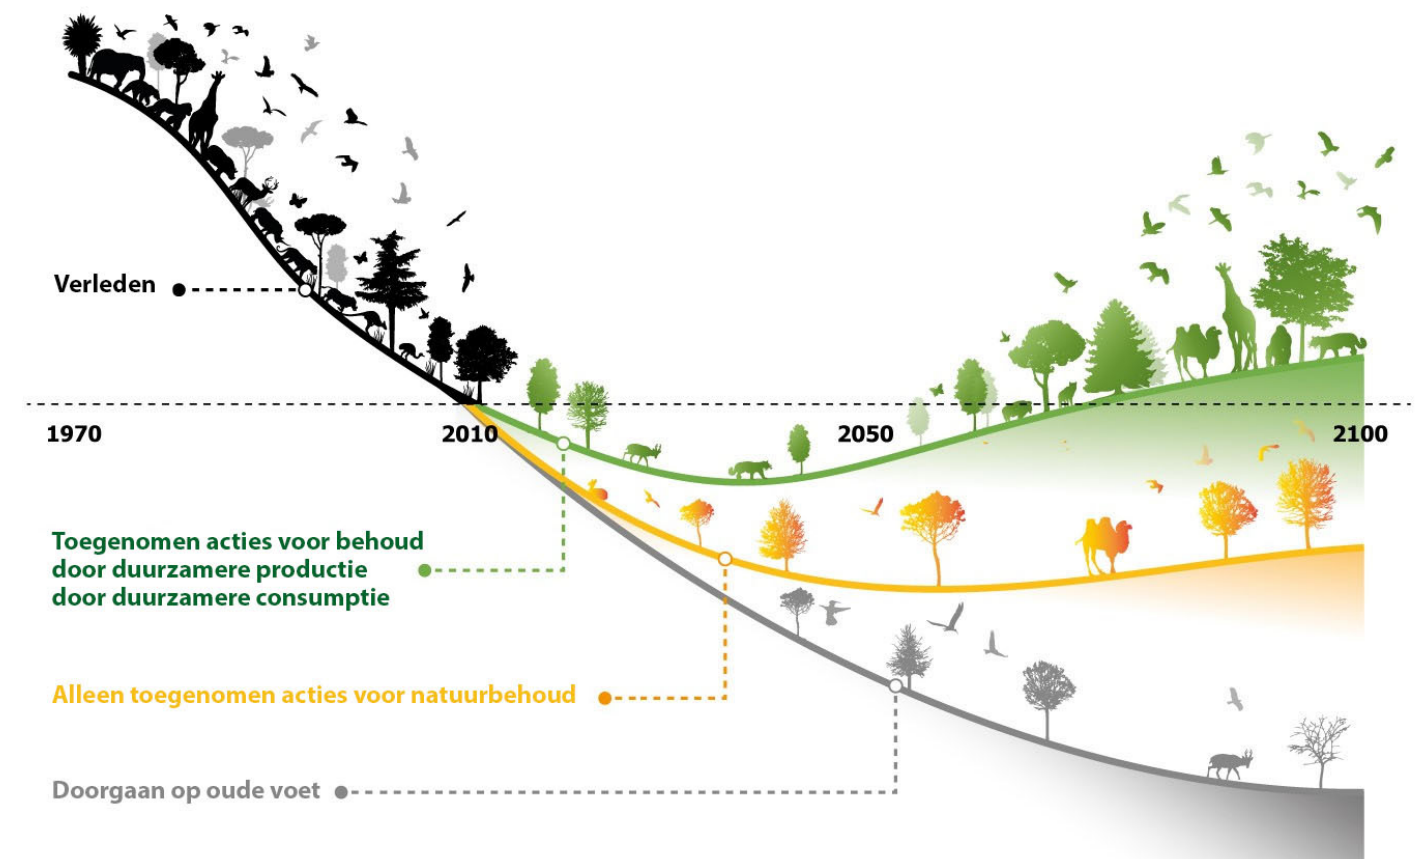 Verleden
1970
2010
2050
2100
Toegenomen acties voor behoud
door duurzamere productie
door duurzamere consumptie
Alleen toegenomen acties voor natuurbehoud
Doorgaan op oude voet